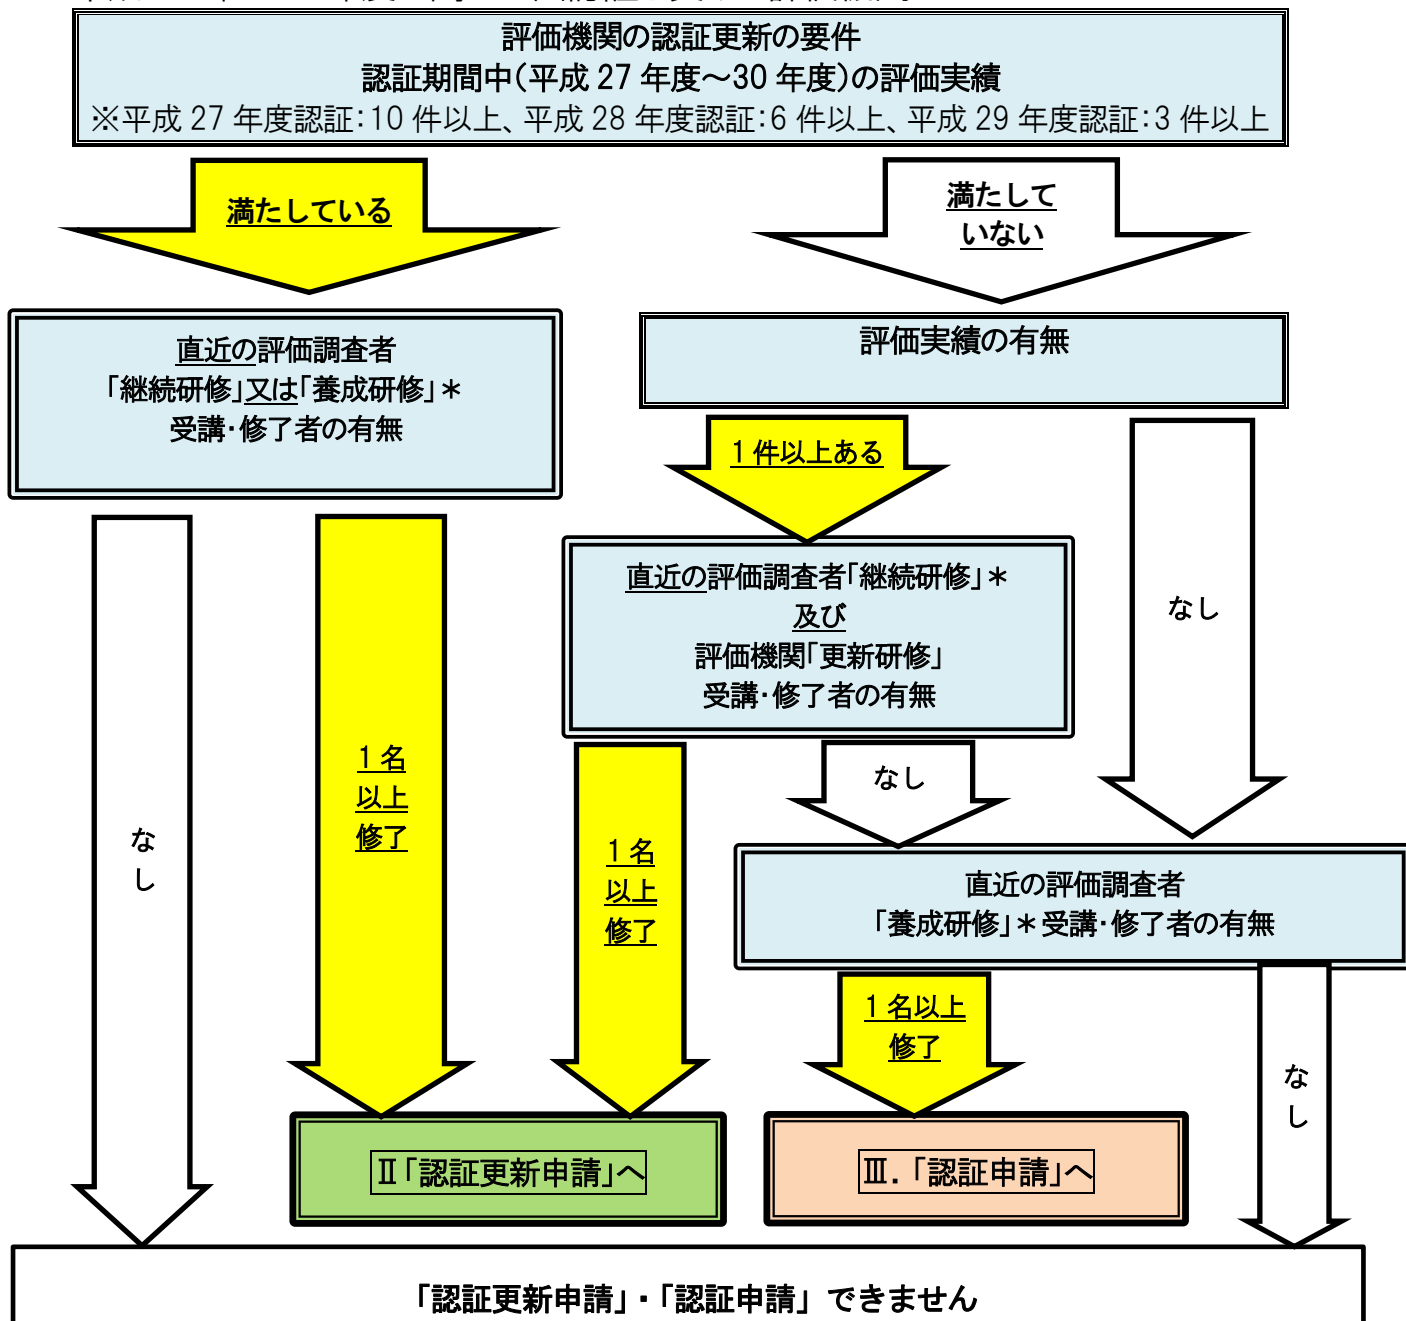 評価機関の認証更新の要件
認証期間中(平成 27 年度～30 年度)の評価実績
※平成 27 年度認証:10 件以上、平成 28 年度認証:6 件以上、平成 29 年度認証:3 件以上
満たしている
満たして
いない
直近の評価調査者
「継続研修」又は「養成研修」＊
受講・修了者の有無
評価実績の有無
1 件以上ある
なし
直近の評価調査者「継続研修」＊
及び
評価機関「更新研修」
受講・修了者の有無
1 名
以上
修了
なし
1 名
以上
修了
な
し
直近の評価調査者
「養成研修」＊受講・修了者の有無
1 名以上
修了
な
し
Ⅱ「認証更新申請」へ
Ⅲ．「認証申請」へ
「認証更新申請」・「認証申請」できません